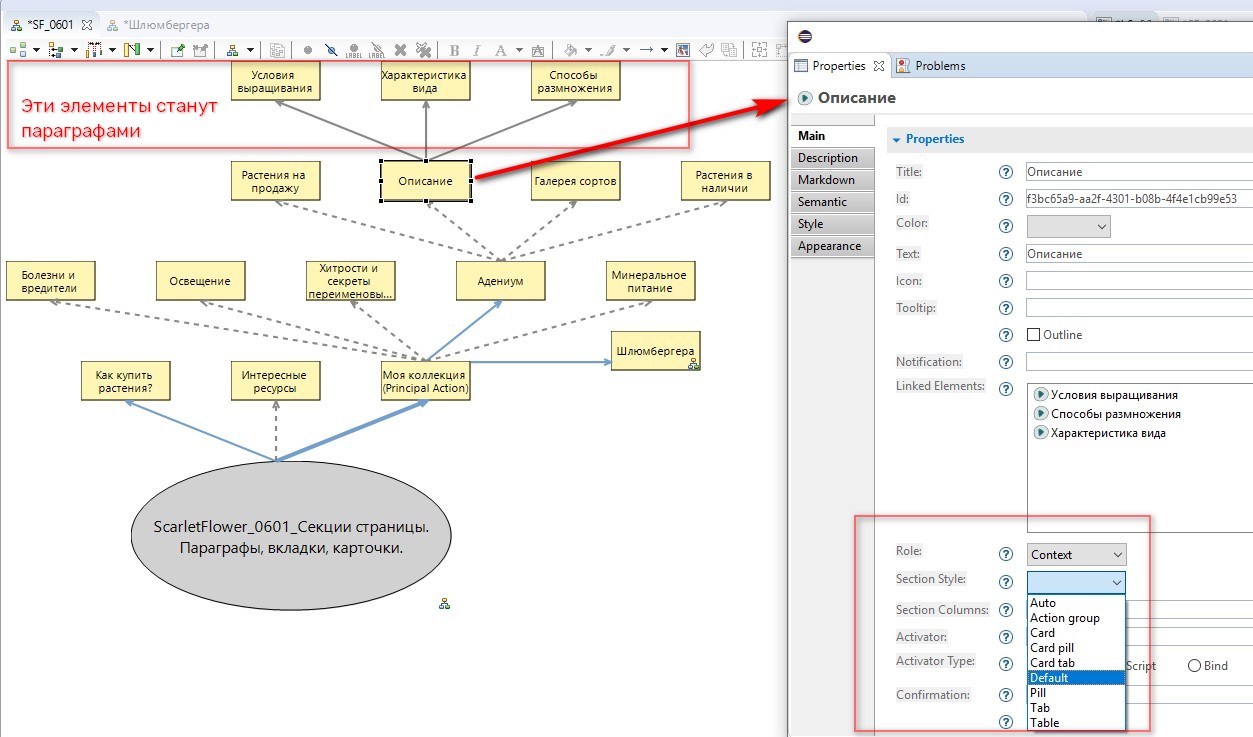 *SF_0601
*Шлюмбергера
Эти элементы станут
параграфами
Условия
выращивания
Характеристика
вида
Способы
размножения
Растения на
продажу
Описание
Галерея сортов
Растения в
наличии
Болезни и
вредители
Освещение
Хитрости и
секреты
переименовы...
Адениум
Минеральное
питание
Шлюмбергера
Как купить
растения?
Интересные
ресурсы
Моя коллекция
(Principal Action)
ScarletFlower_0601_Секции страницы.
Параграфы, вкладки, карточки.
Properties
Problems
Описание
Main
Description
Markdown
Semantic
Style
Appearance
Properties
Title:
Описание
Id:
f3bc65a9-aa2f-4301-b08b-4f4e1cb99e53
Color:
Text:
Описание
Icon:
Tooltip:
Outline
Notification:
Linked Elements:
Условия выращивания
Способы размножения
Характеристика вида
Role:
Context
Section Style:
Section Columns:
Activator:
Activator Type:
Script
Bind
Confirmation:
Auto
Action group
Card
Card pill
Card tab
Default
Pill
Tab
Table